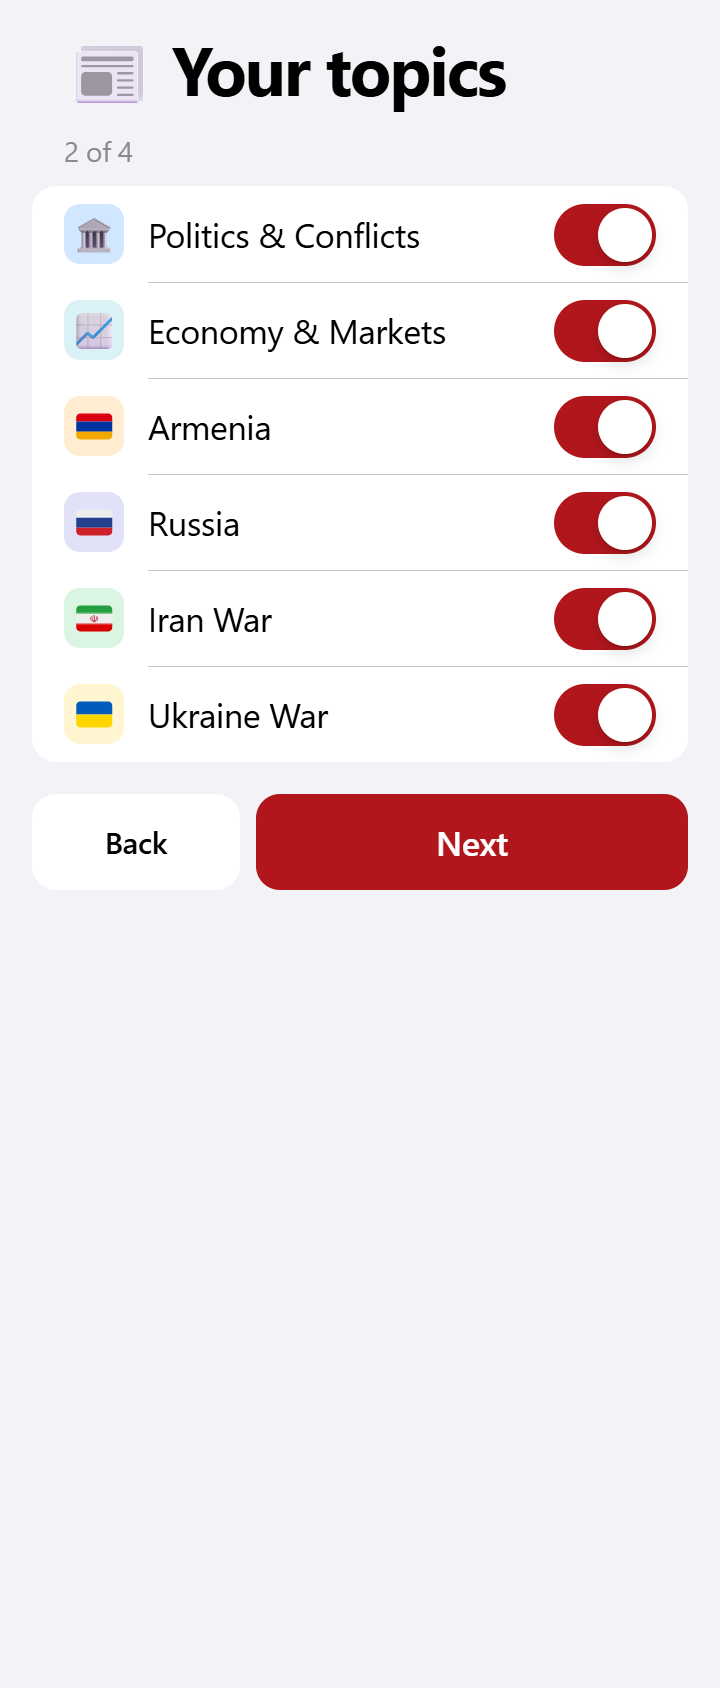 Your topics
2 of 4
Politics & Conflicts
Economy & Markets
Armenia
Russia
Iran War
Ukraine War
Back
Next